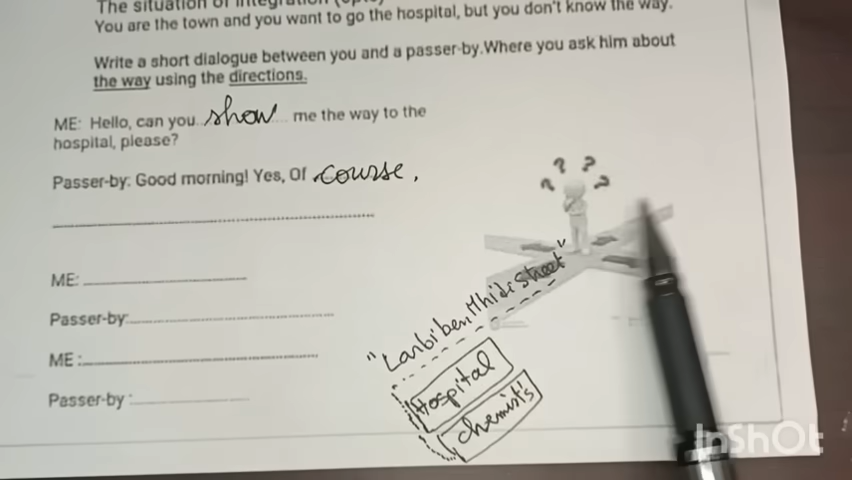 The situation of integration
You are the town and you want to go the hospital, but you don't know the way.
Write a short dialogue between you and a passer-by.Where you ask him about
the way using the directions.
ME: Hello, can you show me the way to the
hospital, please?
Passer-by: Good morning! Yes, Of course,
ME:
Passer-by:
ME :
Passer-by :
? ? ? ?
"Larbi ben Mhidi street"
Hospital
chemist's
InShOt